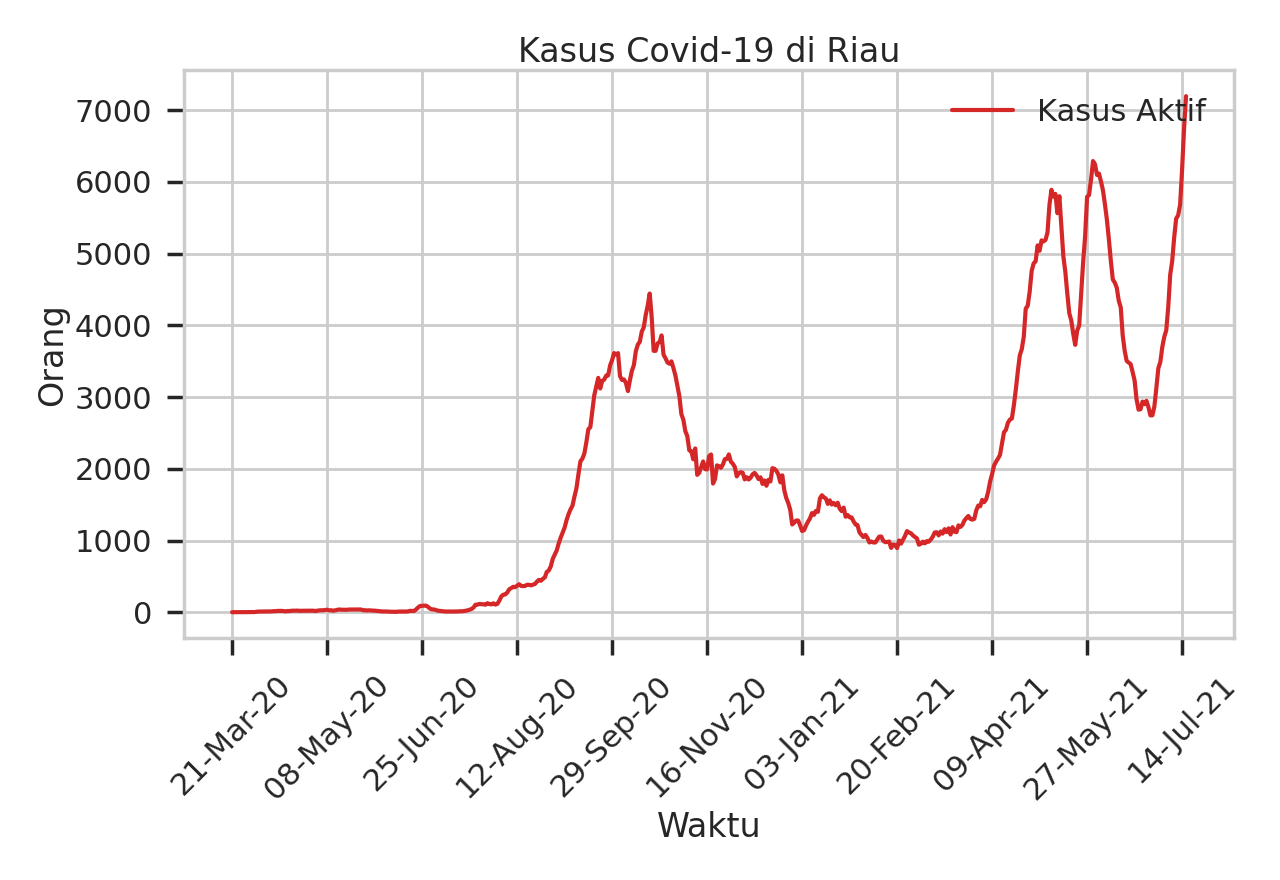 Kasus Covid-19 di Riau
Kasus Aktif
7000
6000
5000
4000
3000
2000
1000
0
Orang
21-Mar-20
08-May-20
25-Jun-20
12-Aug-20
29-Sep-20
16-Nov-20
03-Jan-21
20-Feb-21
09-Apr-21
27-May-21
14-Jul-21
Waktu